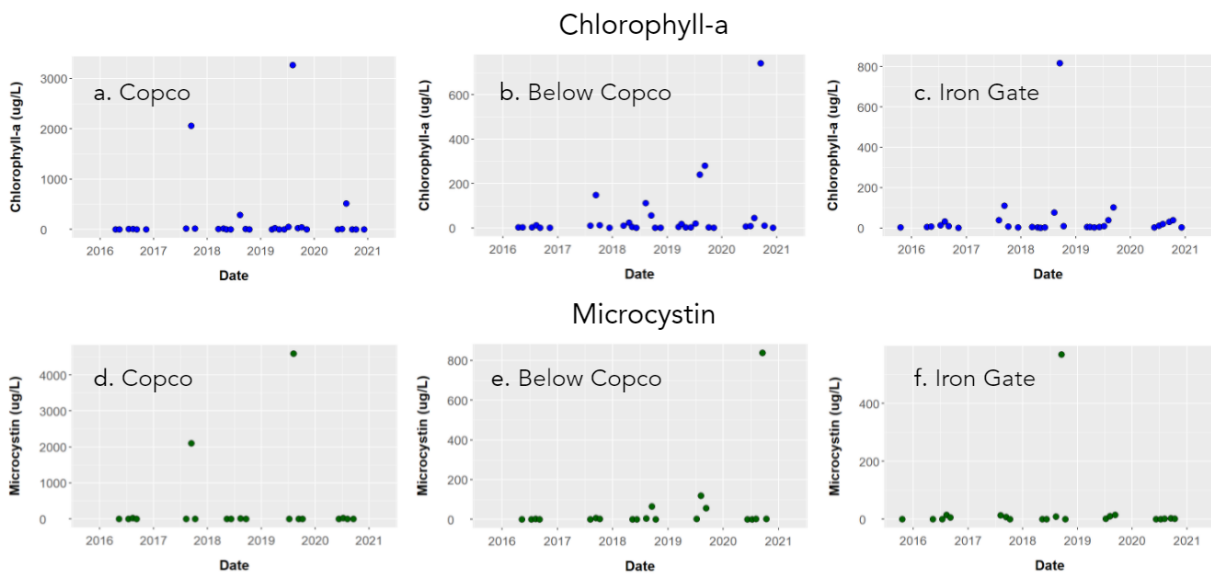 Chlorophyll-a
a. Copco
Chlorophyll-a (ug/L)
3000
2000
1000
0
2016 2017 2018 2019 2020 2021
Date
b. Below Copco
Chlorophyll-a (ug/L)
600
400
200
0
2016 2017 2018 2019 2020 2021
Date
c. Iron Gate
Chlorophyll-a (ug/L)
800
600
400
200
0
2016 2017 2018 2019 2020 2021
Date
Microcystin
d. Copco
Microcystin (ug/L)
4000
3000
2000
1000
0
2016 2017 2018 2019 2020 2021
Date
e. Below Copco
Microcystin (ug/L)
800
600
400
200
0
2016 2017 2018 2019 2020 2021
Date
f. Iron Gate
Microcystin (ug/L)
400
200
0
2016 2017 2018 2019 2020 2021
Date